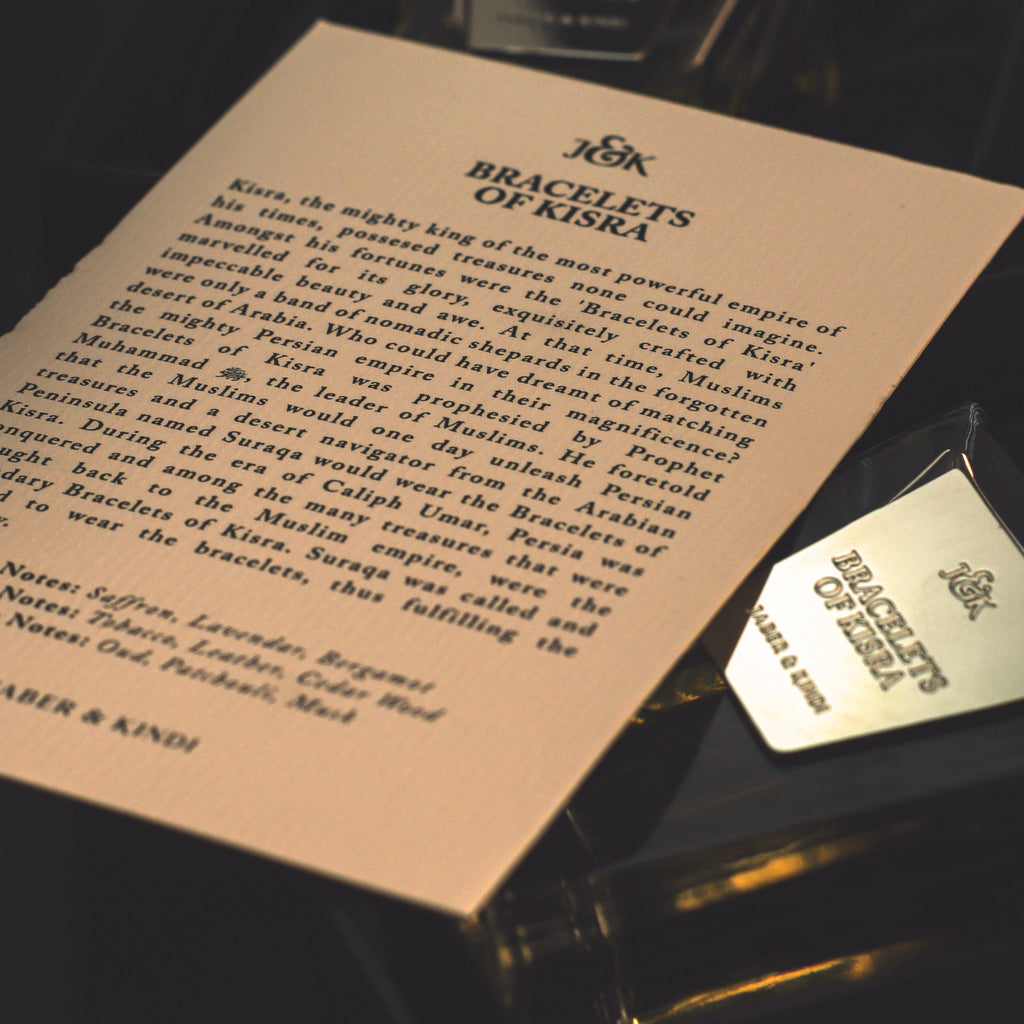 J&K
BRACELETS
OF KISRA
Kisra, the mighty king of the most powerful empire of
his times, possesed treasures none could imagine.
Amongst his fortunes were the 'Bracelets of Kisra'
marvelled for its glory, exquisitely crafted with
impeccable beauty and awe. At that time, Muslims
were only a band of nomadic shepards in the forgotten
desert of Arabia. Who could have dreamt of matching
the mighty Persian empire in their magnificence?
Bracelets of Kisra was prophesied by Prophet
Muhammad ﷺ, the leader of Muslims. He foretold
that the Muslims would one day unleash Persian
treasures and a desert navigator from the Arabian
Peninsula named Suraqa would wear the Bracelets of
Kisra. During the era of Caliph Umar, Persia was
onquered and among the many treasures that were
ught back to the Muslim empire, were the
dary Bracelets of Kisra. Suraqa was called and
d to wear the bracelets, thus fulfilling the
Notes: Saffron, Lavendar, Bergamot
Notes: Tobacco, Leather, Cedar Wood
Notes: Oud, Patchouli, Musk
ABER & KINDI
J&K
BRACELETS
OF KISRA
JABER & KINDI